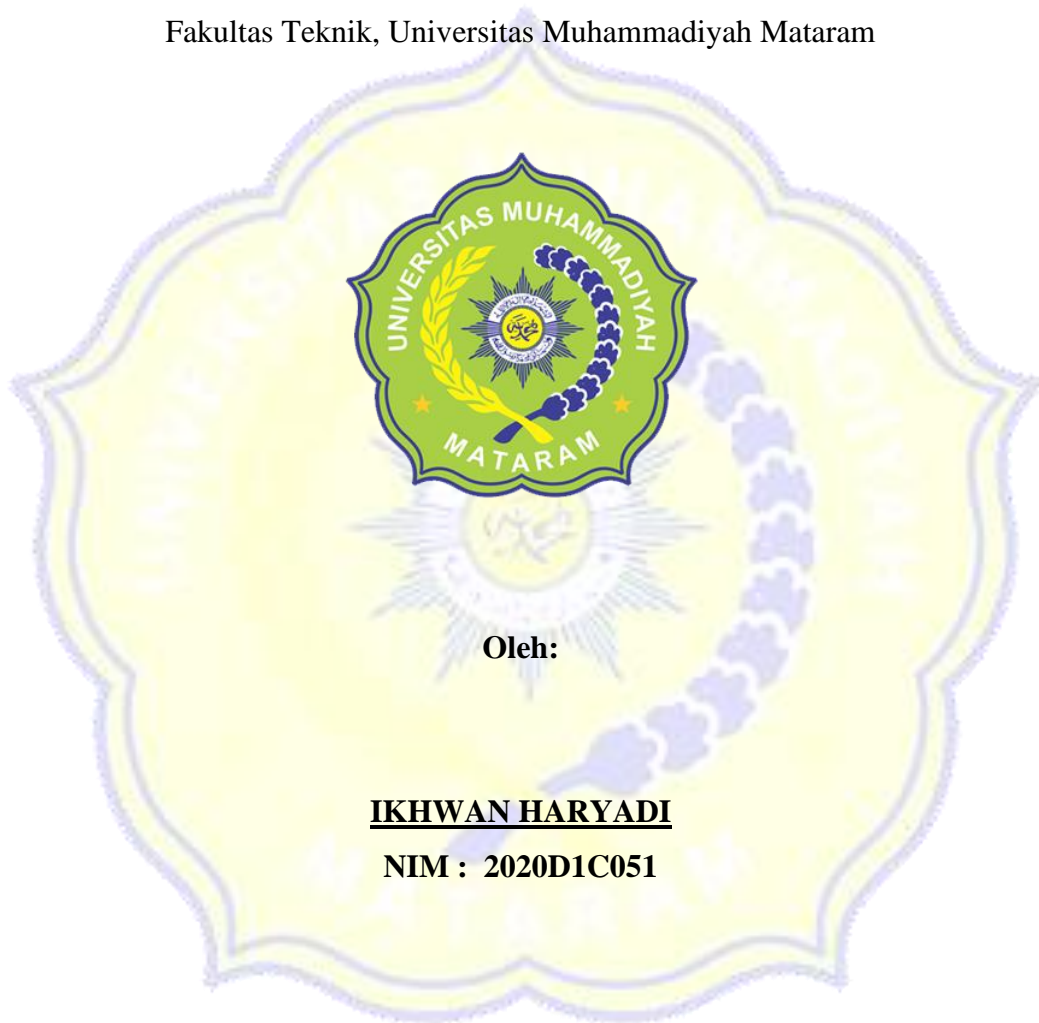 Fakultas Teknik, Universitas Muhammadiyah Mataram
UNIVERSITAS MUHAMMADIYAH
MATARAM
Oleh:
IKHWAN HARYADI
NIM : 2020D1C051